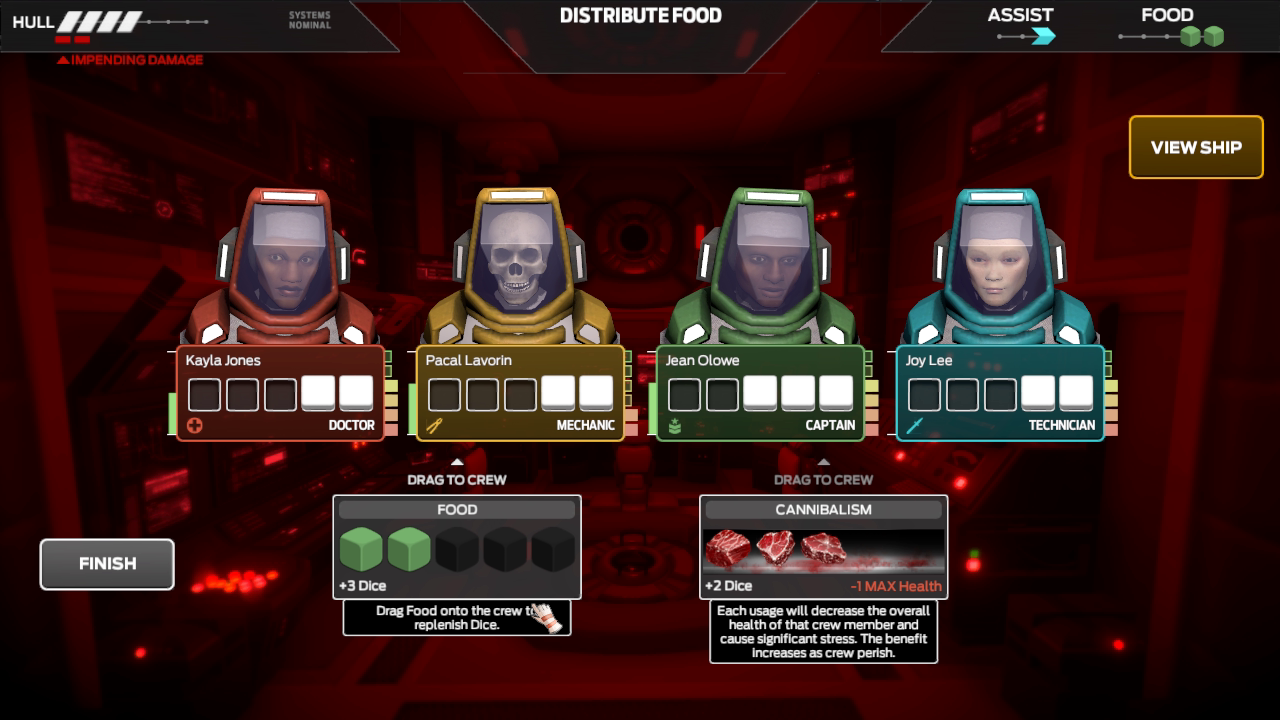 HULL
SYSTEMS
NOMINAL
DISTRIBUTE FOOD
ASSIST
FOOD
IMPENDING DAMAGE
VIEW SHIP
Kayla Jones
DOCTOR
Pacal Lavorin
MECHANIC
Jean Olowe
CAPTAIN
Joy Lee
TECHNICIAN
DRAG TO CREW
FOOD
+3 Dice
Drag Food onto the crew
replenish Dice.
DRAG TO CREW
CANNIBALISM
+2 Dice
-1 MAX Health
Each usage will decrease the overall
health of that crew member and
cause significant stress. The benefit
increases as crew perish.
FINISH